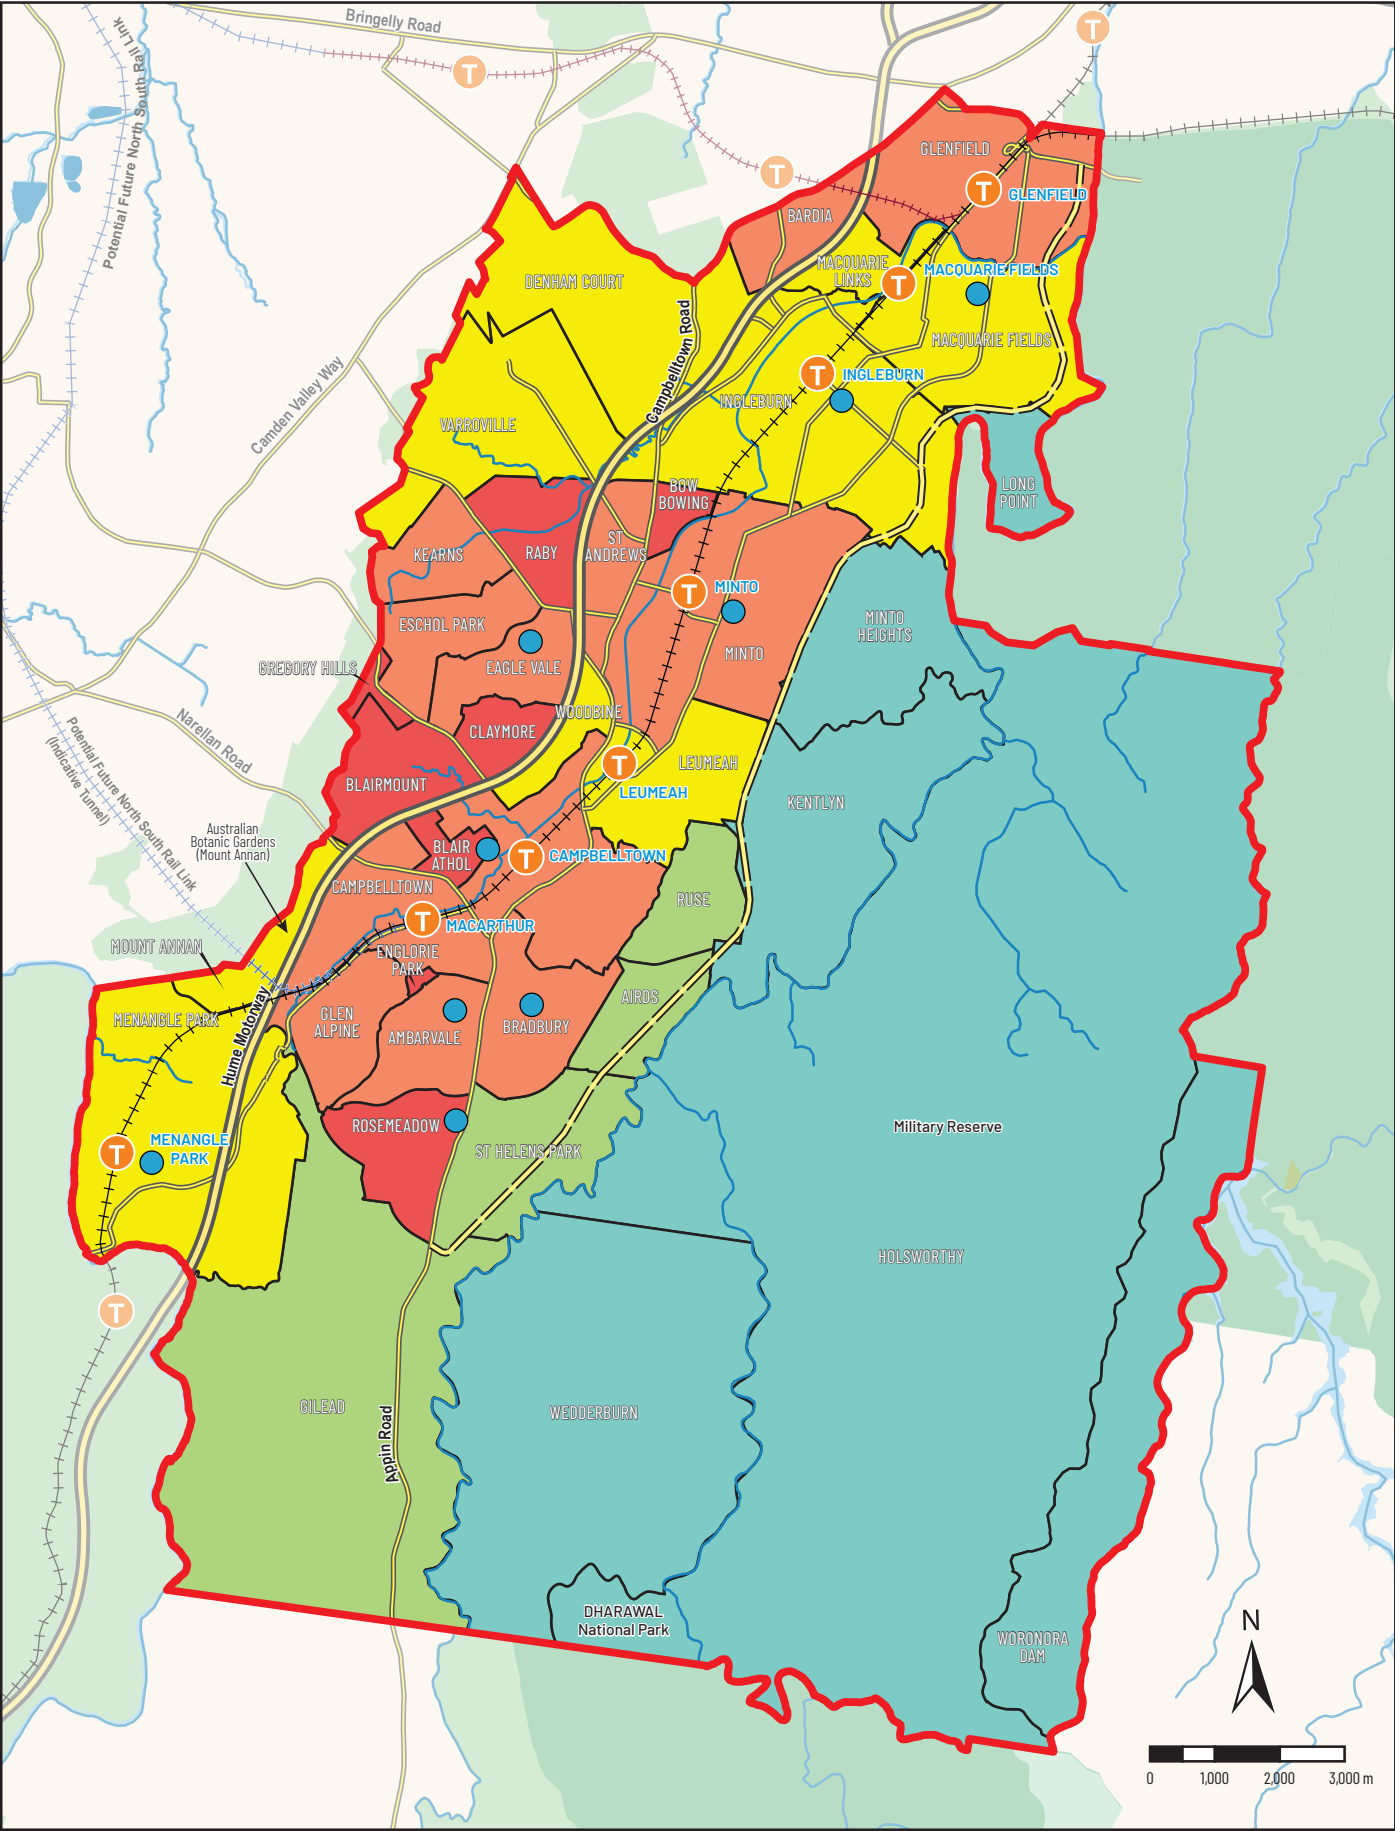 Bringelly Road
T
T
Potential Future North South Rail Link
T
GLENFIELD
T
GLENFIELD
BARDIA
MACQUARIE
LINKS
T
MACQUARIE FIELDS
DENHAM COURT
Campbelltown Road
MACQUARIE FIELDS
T
INGLEBURN
INGLEBURN
Camden Valley Way
VARROVILLE
LONG
POINT
BOW
BOWING
KEARNS
RABY
ST
ANDREWS
T
MINTO
ESCHOL PARK
MINTO
HEIGHTS
EAGLE VALE
MINTO
GREGORY HILLS
WOODBINE
CLAYMORE
Narellan Road
T
LEUMEAH
LEUMEAH
BLAIRMOUNT
KENTLYN
Potential Future North South Rail Link
(Indicative Tunnel)
Australian
Botanic Gardens
(Mount Annan)
BLAIR
ATHOL
T
CAMPBELLTOWN
CAMPBELLTOWN
RUSE
T
MACARTHUR
MOUNT ANNAN
ENGLORIE
PARK
AIRDS
MENANGLE PARK
GLEN
ALPINE
AMBARVALE
BRADBURY
Hume Motorway
ROSEMEADOW
Military Reserve
T
MENANGLE
PARK
ST HELENS PARK
HOLSWORTHY
T
GILEAD
WEDDERBURN
Appin Road
DHARAWAL
National Park
WORONORA
DAM
N
0 1,000 2,000 3,000 m